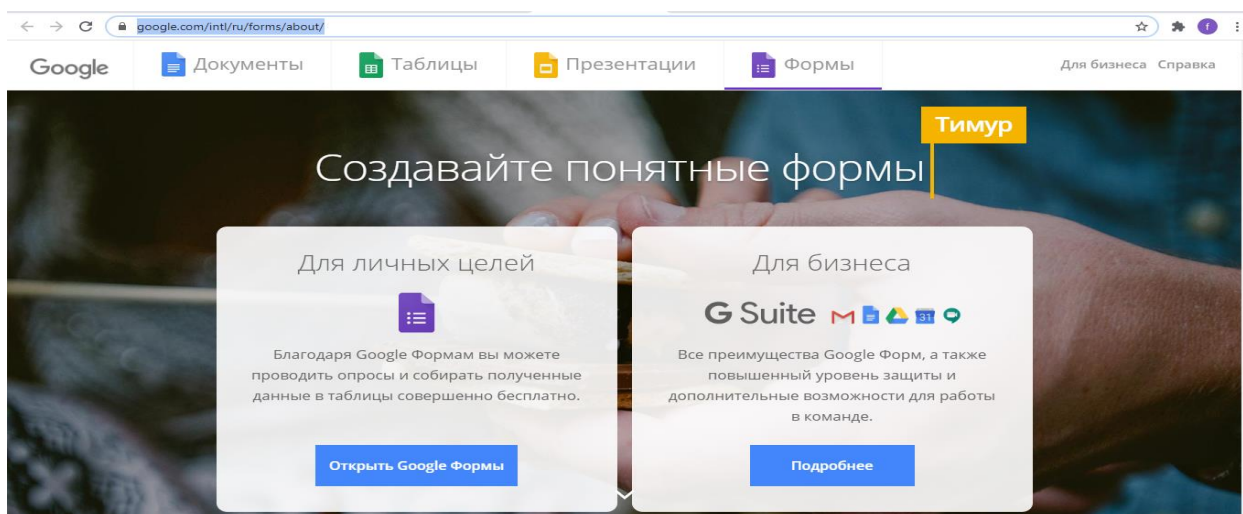 google.com/intl/ru/forms/about/
f
Google Документы Таблицы Презентации Формы Для бизнеса Справка
Тимур
Создавайте понятные формы
Для личных целей
Благодаря Google Формам вы можете
проводить опросы и собирать полученные
данные в таблицы совершенно бесплатно.
Открыть Google Формы
Для бизнеса
G Suite 31
Все преимущества Google Форм, а также
повышенный уровень защиты и
дополнительные возможности для работы
в команде.
Подробнее